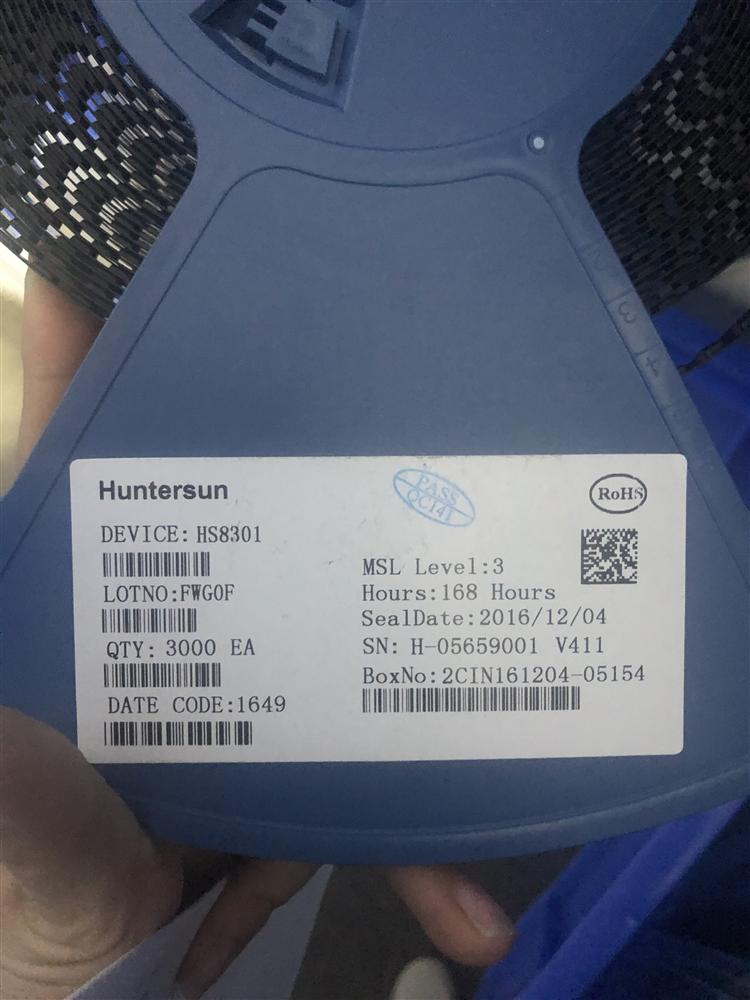 Huntersun
PASS
QC141
RoHS
DEVICE: HS8301
LOTNO:FWG0F
QTY: 3000 EA
DATE CODE:1649
MSL Level:3
Hours:168 Hours
SealDate:2016/12/04
SN: H-05659001 V411
BoxNo:2CIN161204-05154